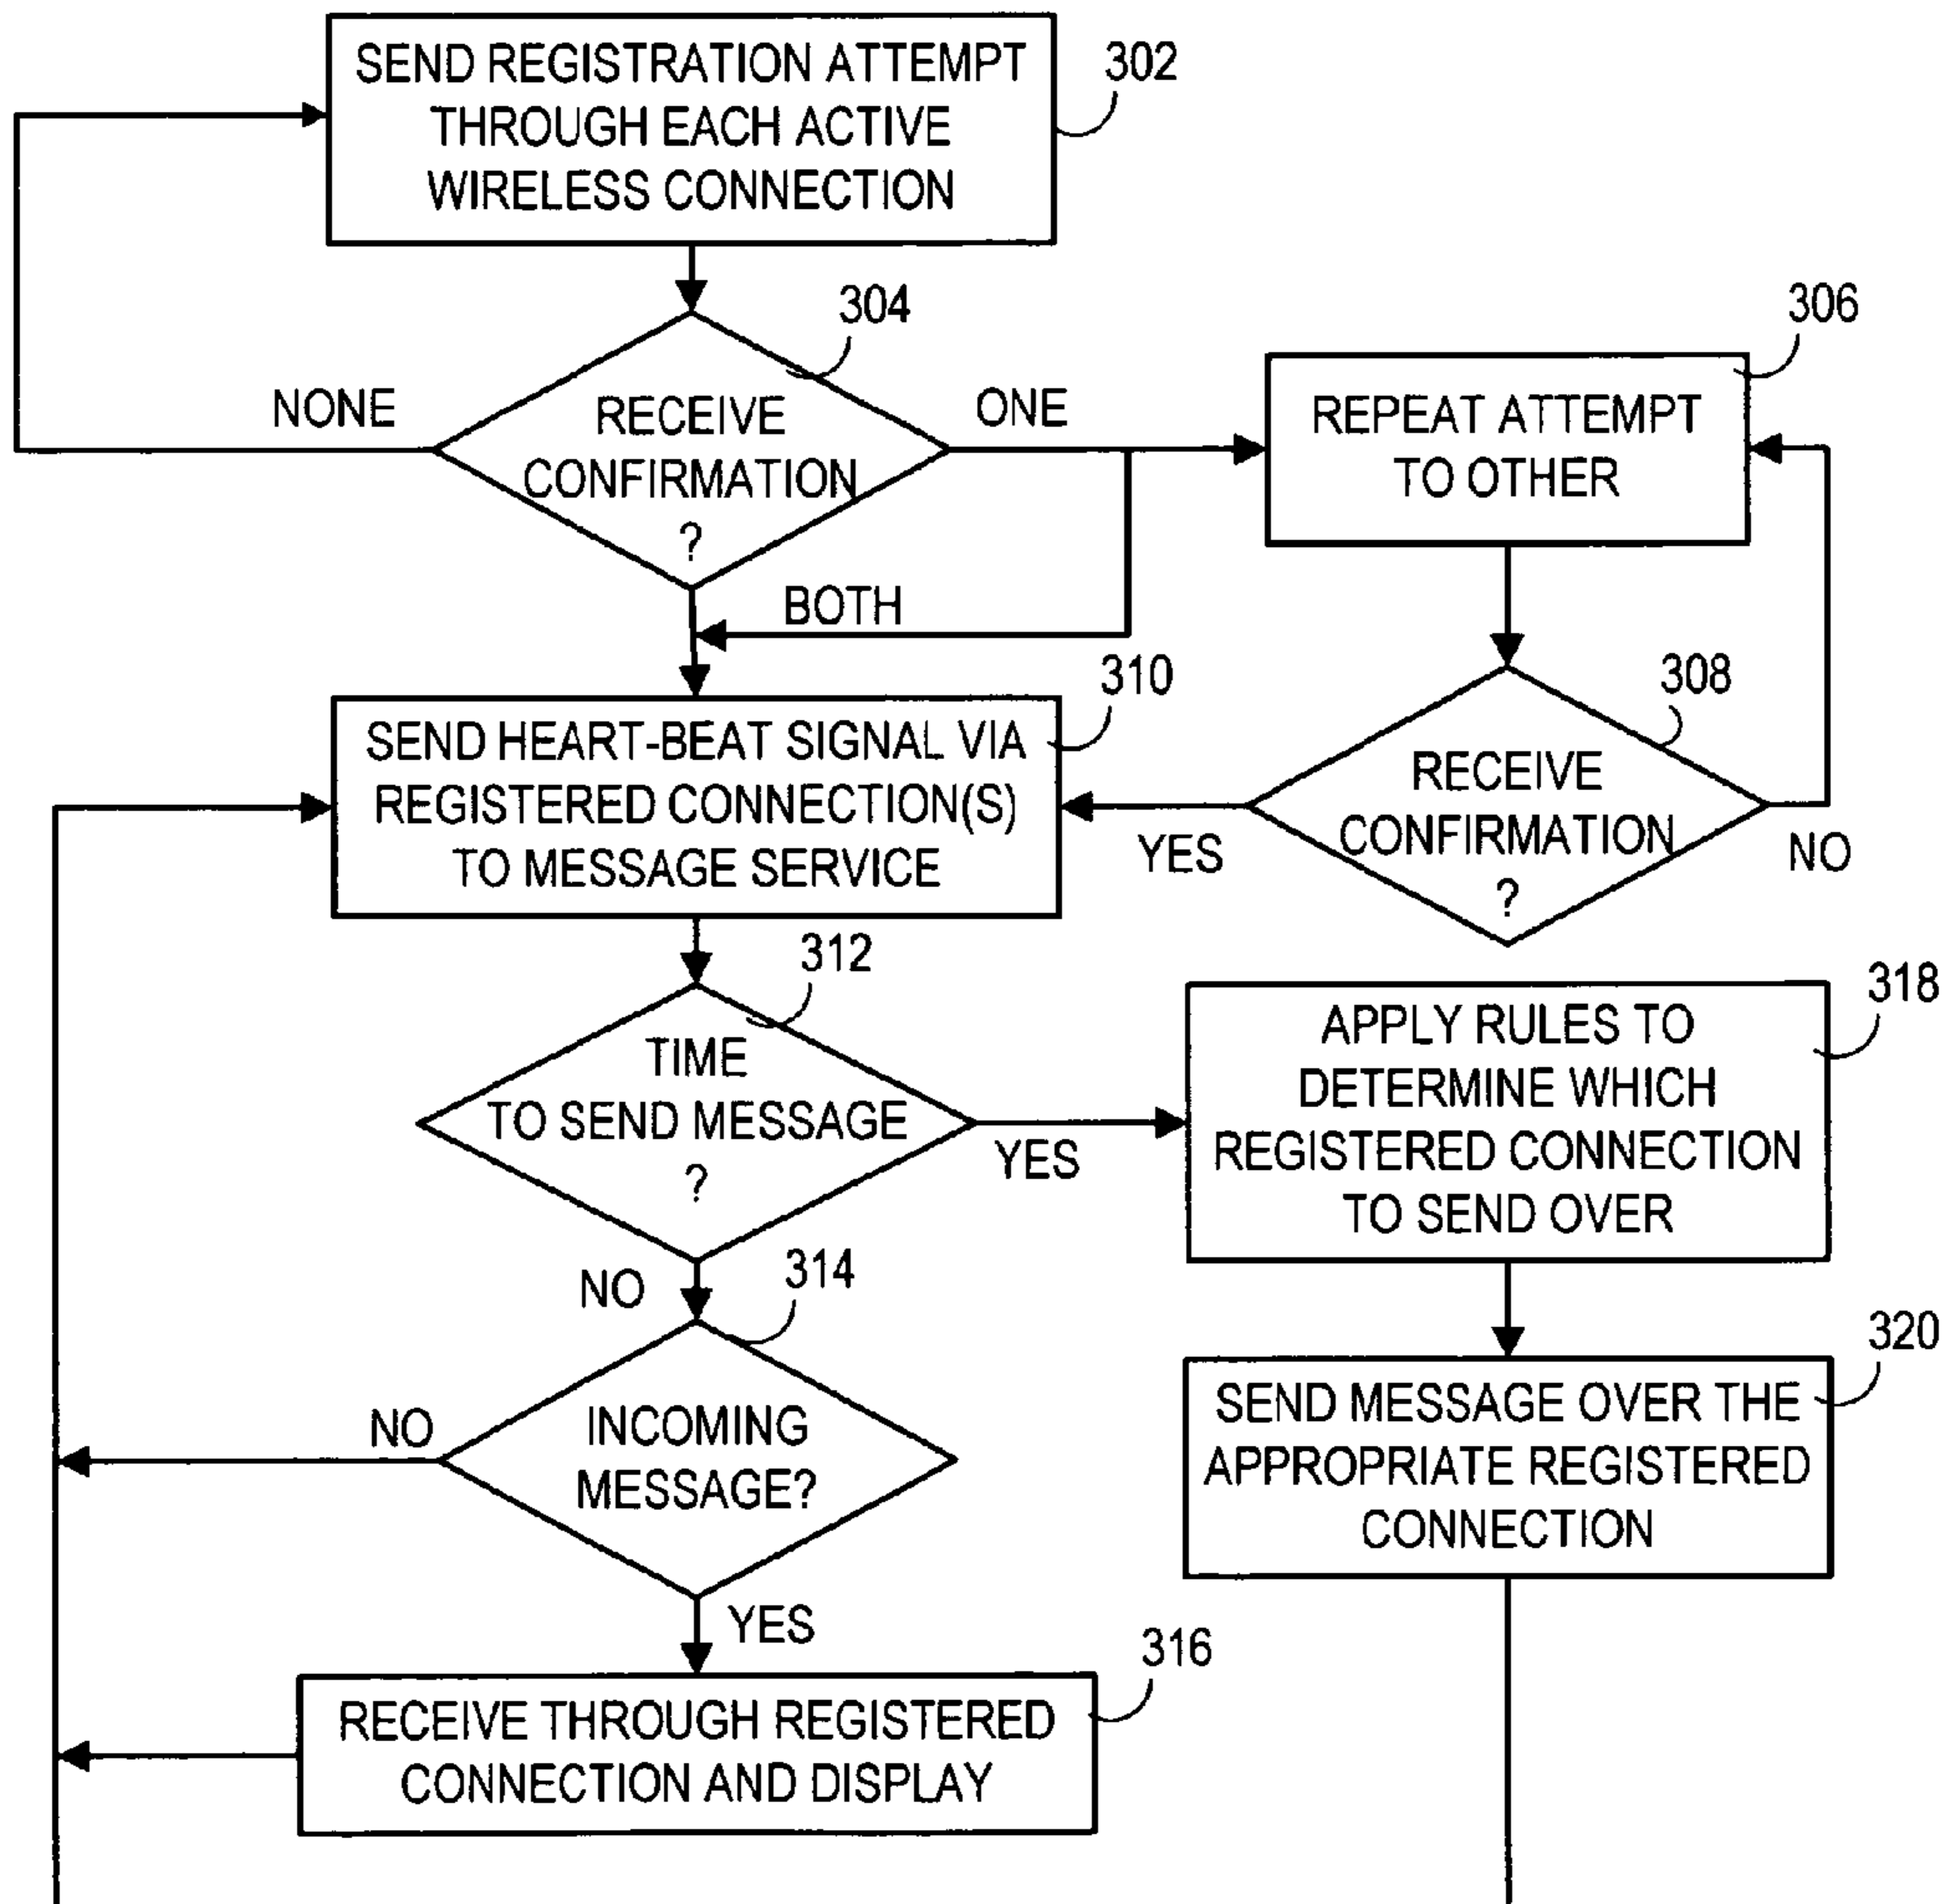 SEND REGISTRATION ATTEMPT
THROUGH EACH ACTIVE
WIRELESS CONNECTION
302
304
NONE
RECEIVE
CONFIRMATION
?
ONE
BOTH
306
REPEAT ATTEMPT
TO OTHER
308
RECEIVE
CONFIRMATION
?
YES
NO
310
SEND HEART-BEAT SIGNAL VIA
REGISTERED CONNECTION(S)
TO MESSAGE SERVICE
312
TIME
TO SEND MESSAGE
?
YES
NO
318
APPLY RULES TO
DETERMINE WHICH
REGISTERED CONNECTION
TO SEND OVER
314
INCOMING
MESSAGE?
NO
YES
320
SEND MESSAGE OVER THE
APPROPRIATE REGISTERED
CONNECTION
316
RECEIVE THROUGH REGISTERED
CONNECTION AND DISPLAY